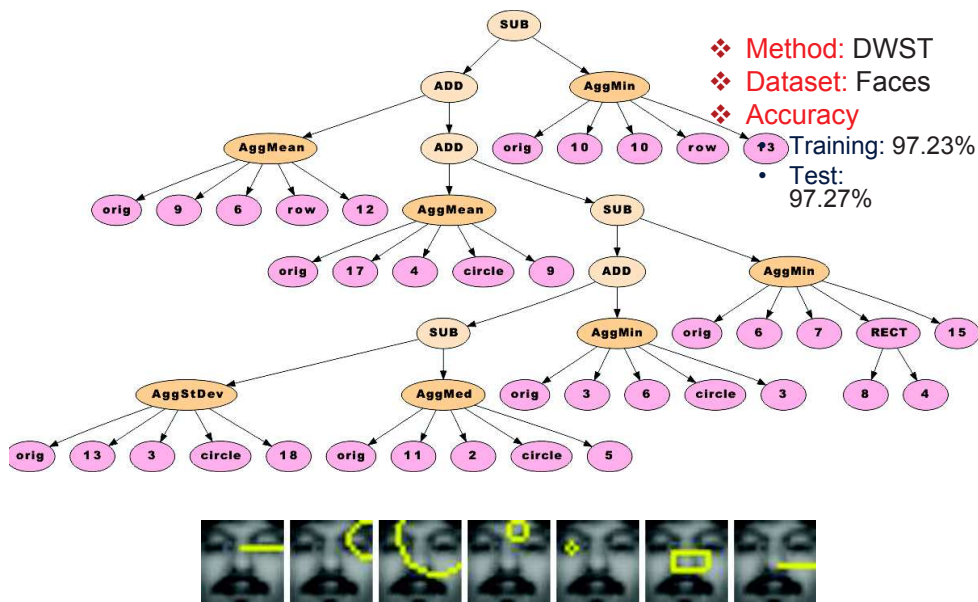 SUB
❖ Method: DWST
❖ Dataset: Faces
❖ Accuracy
ADD AggMin
AggMean ADD orig 10 10 row 13
• Training: 97.23%
• Test:
97.27%
orig 9 6 row 12 AggMean SUB
orig 17 4 circle 9 ADD AggMin
SUB AggMin orig 6 7 RECT 15
AggStDev AggMed orig 3 6 circle 3 8 4
orig 13 3 circle 18 orig 11 2 circle 5